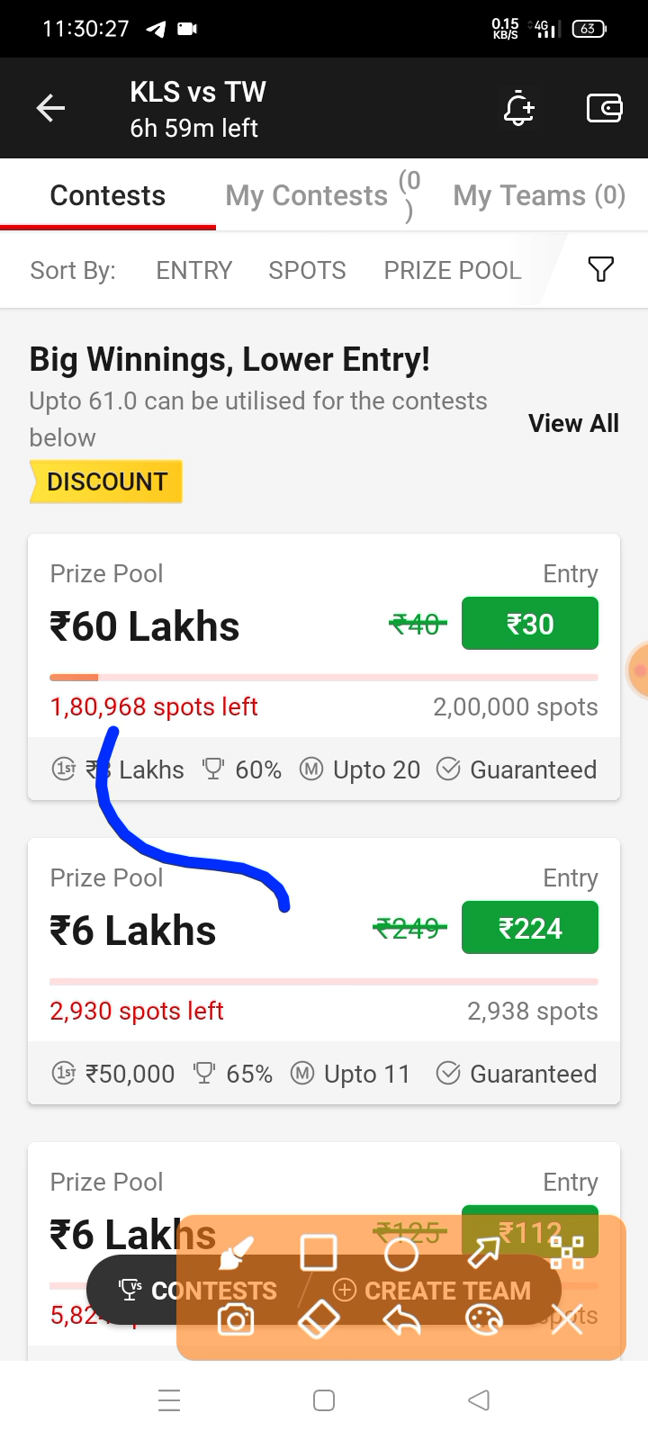 11:30:27 0.15 KB/S 4G 63
KLS vs TW
6h 59m left
Contests My Contests (0) My Teams (0)
Sort By: ENTRY SPOTS PRIZE POOL
Big Winnings, Lower Entry!
Upto 61.0 can be utilised for the contests
below
View All
DISCOUNT
Prize Pool Entry
₹60 Lakhs ₹40 ₹30
1,80,968 spots left 2,00,000 spots
1ST Lakhs 60% M Upto 20 Guaranteed
Prize Pool Entry
₹6 Lakhs ₹249 ₹224
2,930 spots left 2,938 spots
1ST ₹50,000 65% M Upto 11 Guaranteed
Prize Pool Entry
₹6 Lakhs ₹125 ₹112
VS CONTESTS CREATE TEAM
spots